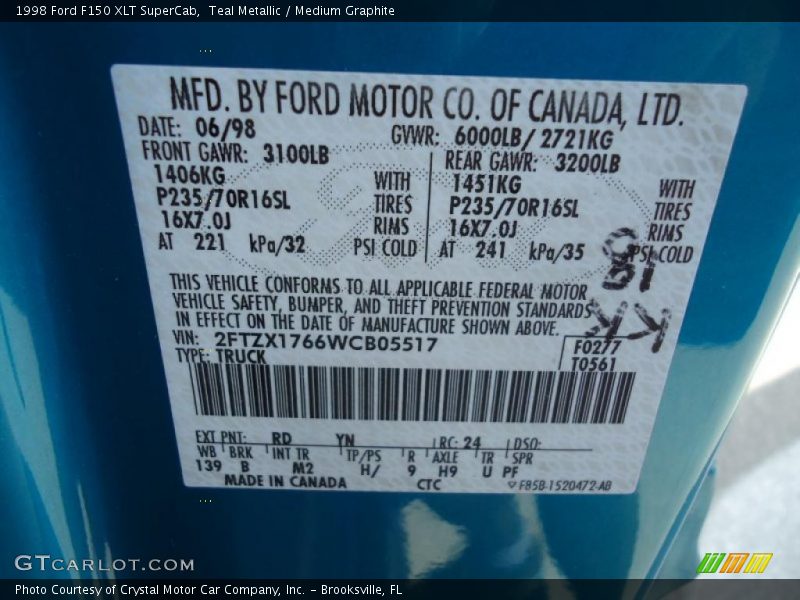 1998 Ford F150 XLT SuperCab,  Teal Metallic / Medium Graphite
MFD. BY FORD MOTOR CO. OF CANADA, LTD.
DATE: 06/98 GVWR: 6000LB/ 2721KG
FRONT GAWR: 3100LB REAR GAWR: 3200LB
1406KG WITH 1451KG WITH
P235/70R16SL TIRES P235/70R16SL TIRES
16X7.0J RIMS 16X7.0J RIMS
AT 221 kPa/32 PSI COLD AT 241 kPa/35 PSI COLD
THIS VEHICLE CONFORMS TO ALL APPLICABLE FEDERAL MOTOR
VEHICLE SAFETY, BUMPER, AND THEFT PREVENTION STANDARDS
IN EFFECT ON THE DATE OF MANUFACTURE SHOWN ABOVE.
VIN: 2FTZX1766WCB05517
F0277
TYPE: TRUCK
T0561
KK
EXT PNT: RD YN RC: 24 DSO:
WB BRK INT TR TP/PS R AXLE TR SPR
139 B M2 H/ 9 H9 U PF
MADE IN CANADA CTC F85B-1520472-AB
GTCARLOT.COM
Photo Courtesy of Crystal Motor Car Company, Inc. - Brooksville, FL